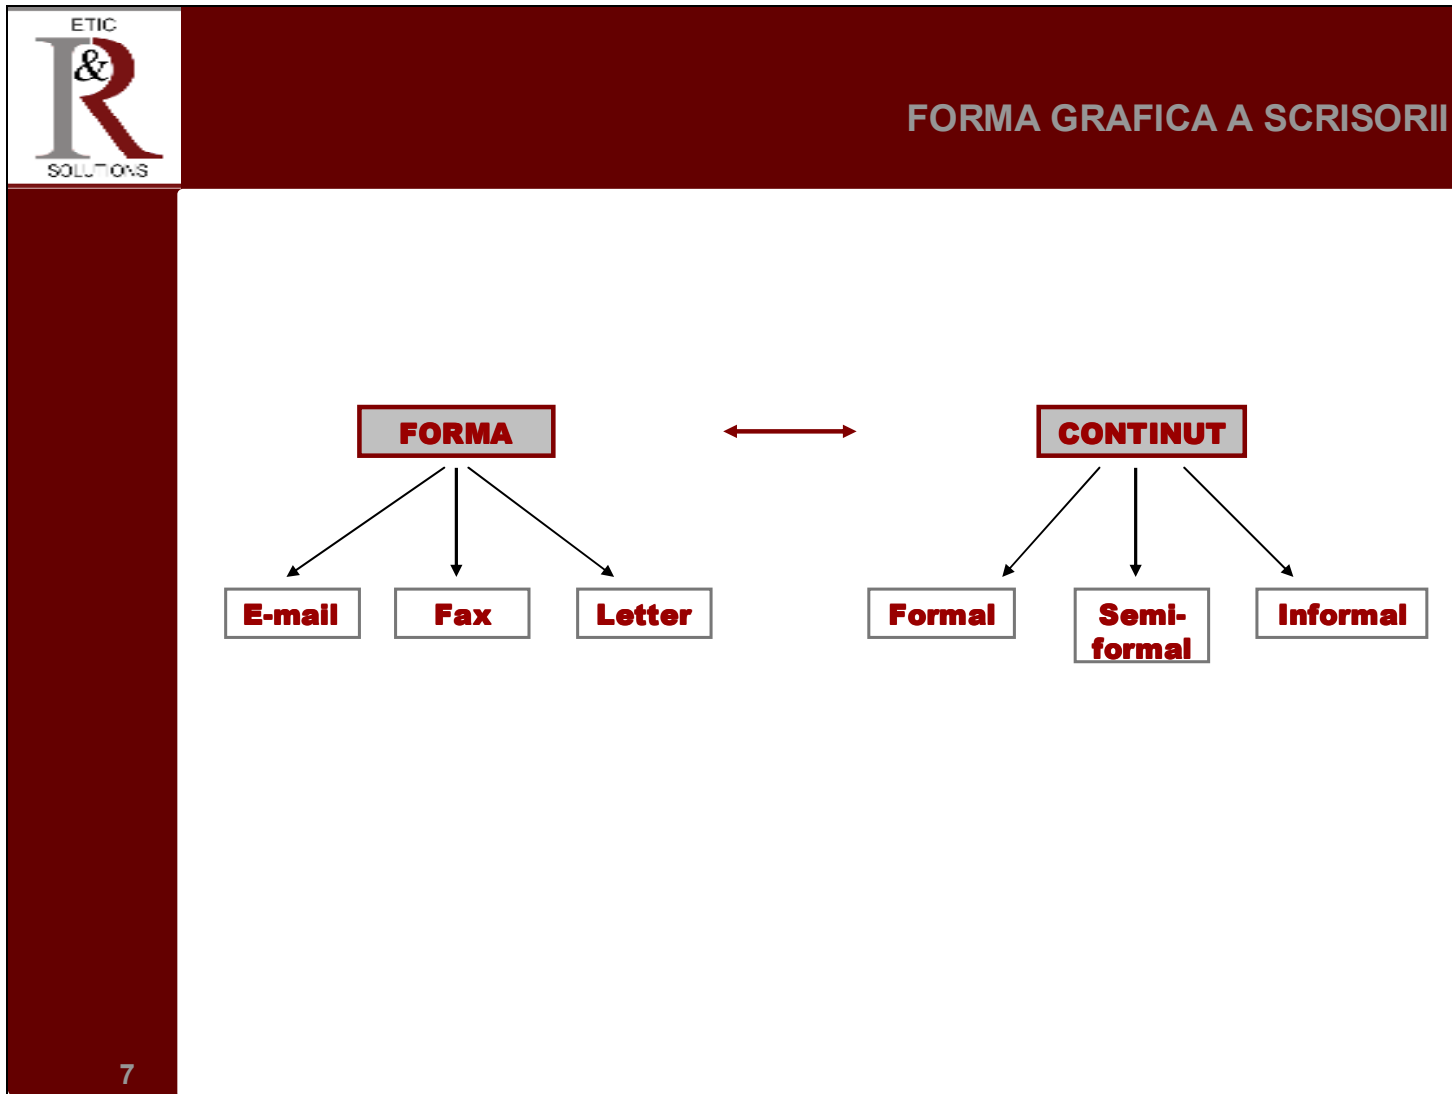 ETIC
&
R
SOLUTIONS
FORMA GRAFICA A SCRISORII
FORMA
CONTINUT
E-mail
Fax
Letter
Formal
Semi-
formal
Informal
7